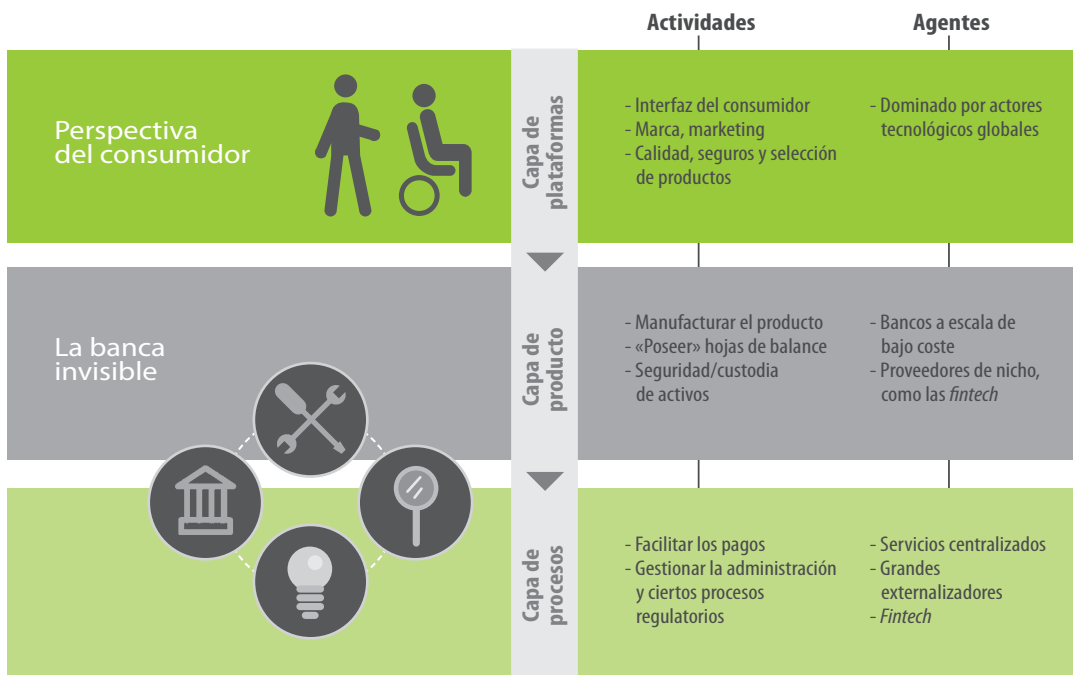 Actividades
Agentes
Perspectiva
del consumidor
Capa de
plataformas
- Interfaz del consumidor
- Marca, marketing
- Calidad, seguros y selección
de productos
- Dominado por actores
tecnológicos globales
La banca
invisible
Capa de
producto
- Manufacturar el producto
- «Poseer» hojas de balance
- Seguridad/custodia
de activos
- Bancos a escala de
bajo coste
- Proveedores de nicho,
como las fintech
Capa de
procesos
- Facilitar los pagos
- Gestionar la administración
y ciertos procesos
regulatorios
- Servicios centralizados
- Grandes
externalizadores
- Fintech